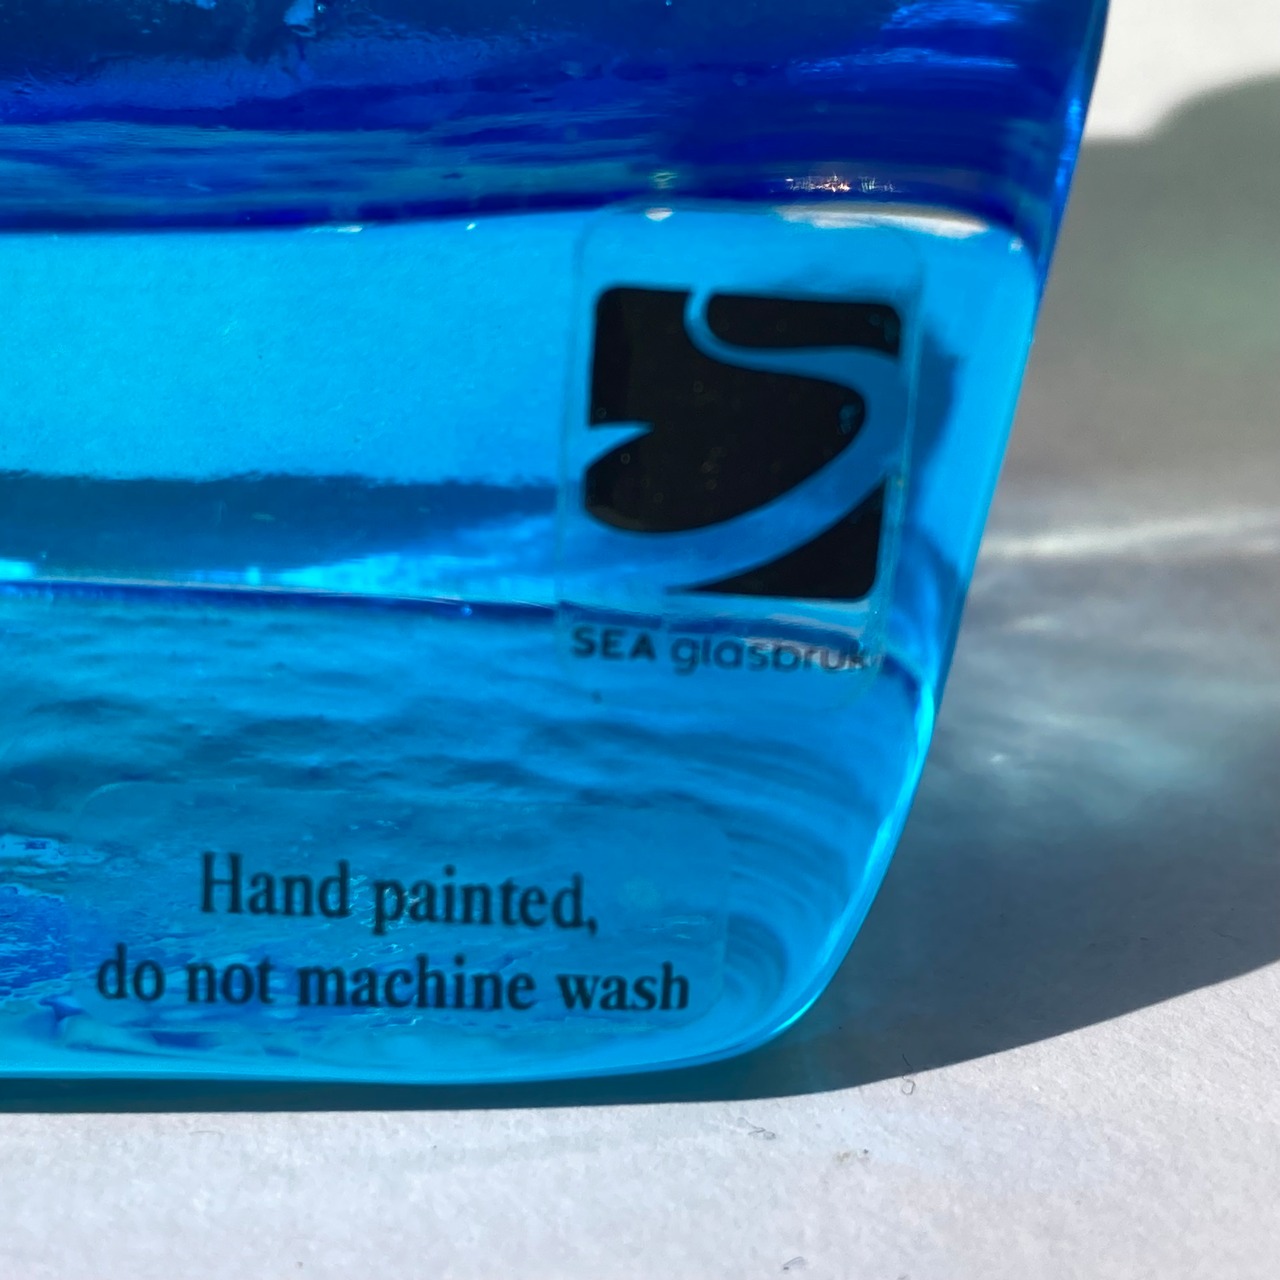 SEA glasbruk
Hand painted,
do not machine wash